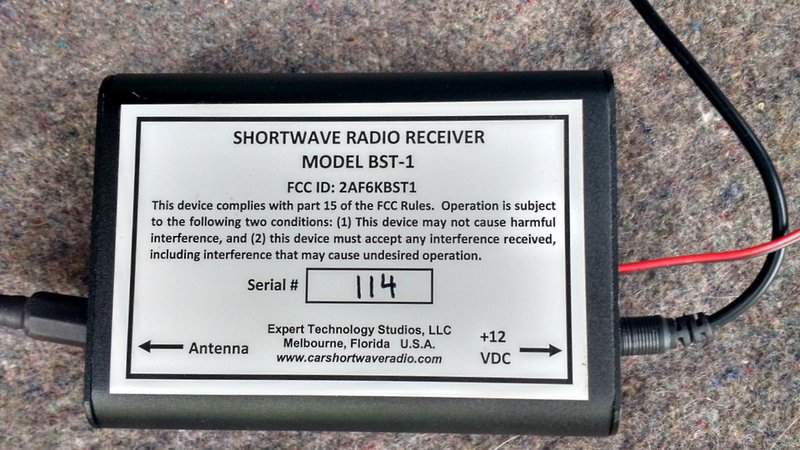 SHORTWAVE RADIO RECEIVER
MODEL BST-1
FCC ID: 2AF6KBST1
This device complies with part 15 of the FCC Rules. Operation is subject
to the following two conditions: (1) This device may not cause harmful
interference, and (2) this device must accept any interference received,
including interference that may cause undesired operation.
Serial # 114
Expert Technology Studios, LLC
Melbourne, Florida U.S.A.
www.carshortwaveradio.com
Antenna
+12
VDC